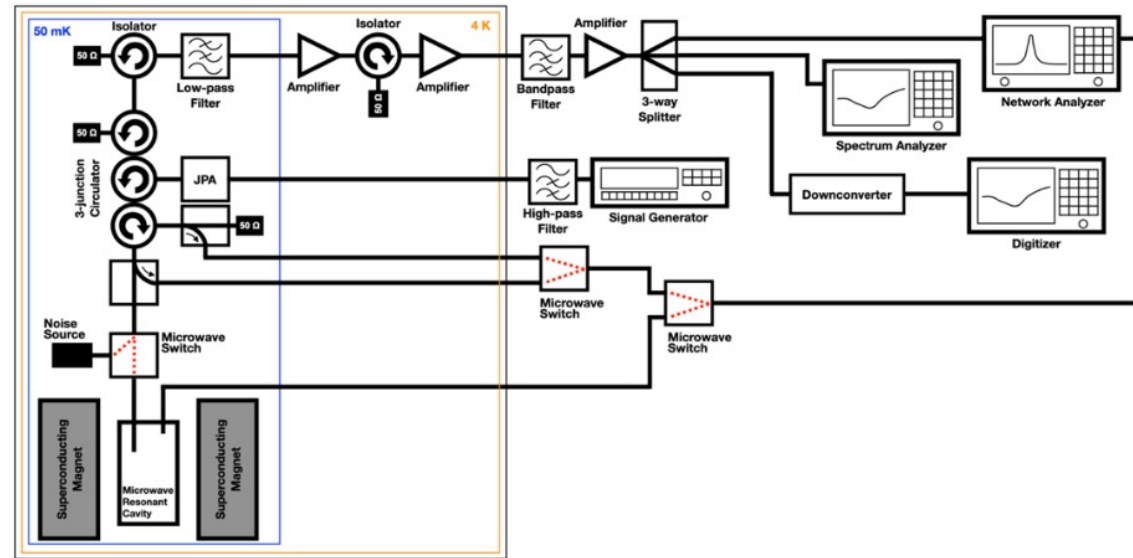 50 mK
Isolator
50 Ω
Low-pass
Filter
Amplifier
Isolator
50 Ω
Amplifier
4 K
Bandpass
Filter
Amplifier
3-way
Splitter
Network Analyzer
Spectrum Analyzer
Downconverter
Digitizer
50 Ω
3-junction
Circulator
JPA
High-pass
Filter
Signal Generator
50 Ω
Microwave
Switch
Microwave
Switch
Noise
Source
Microwave
Switch
Superconducting
Magnet
Microwave
Resonant
Cavity
Superconducting
Magnet